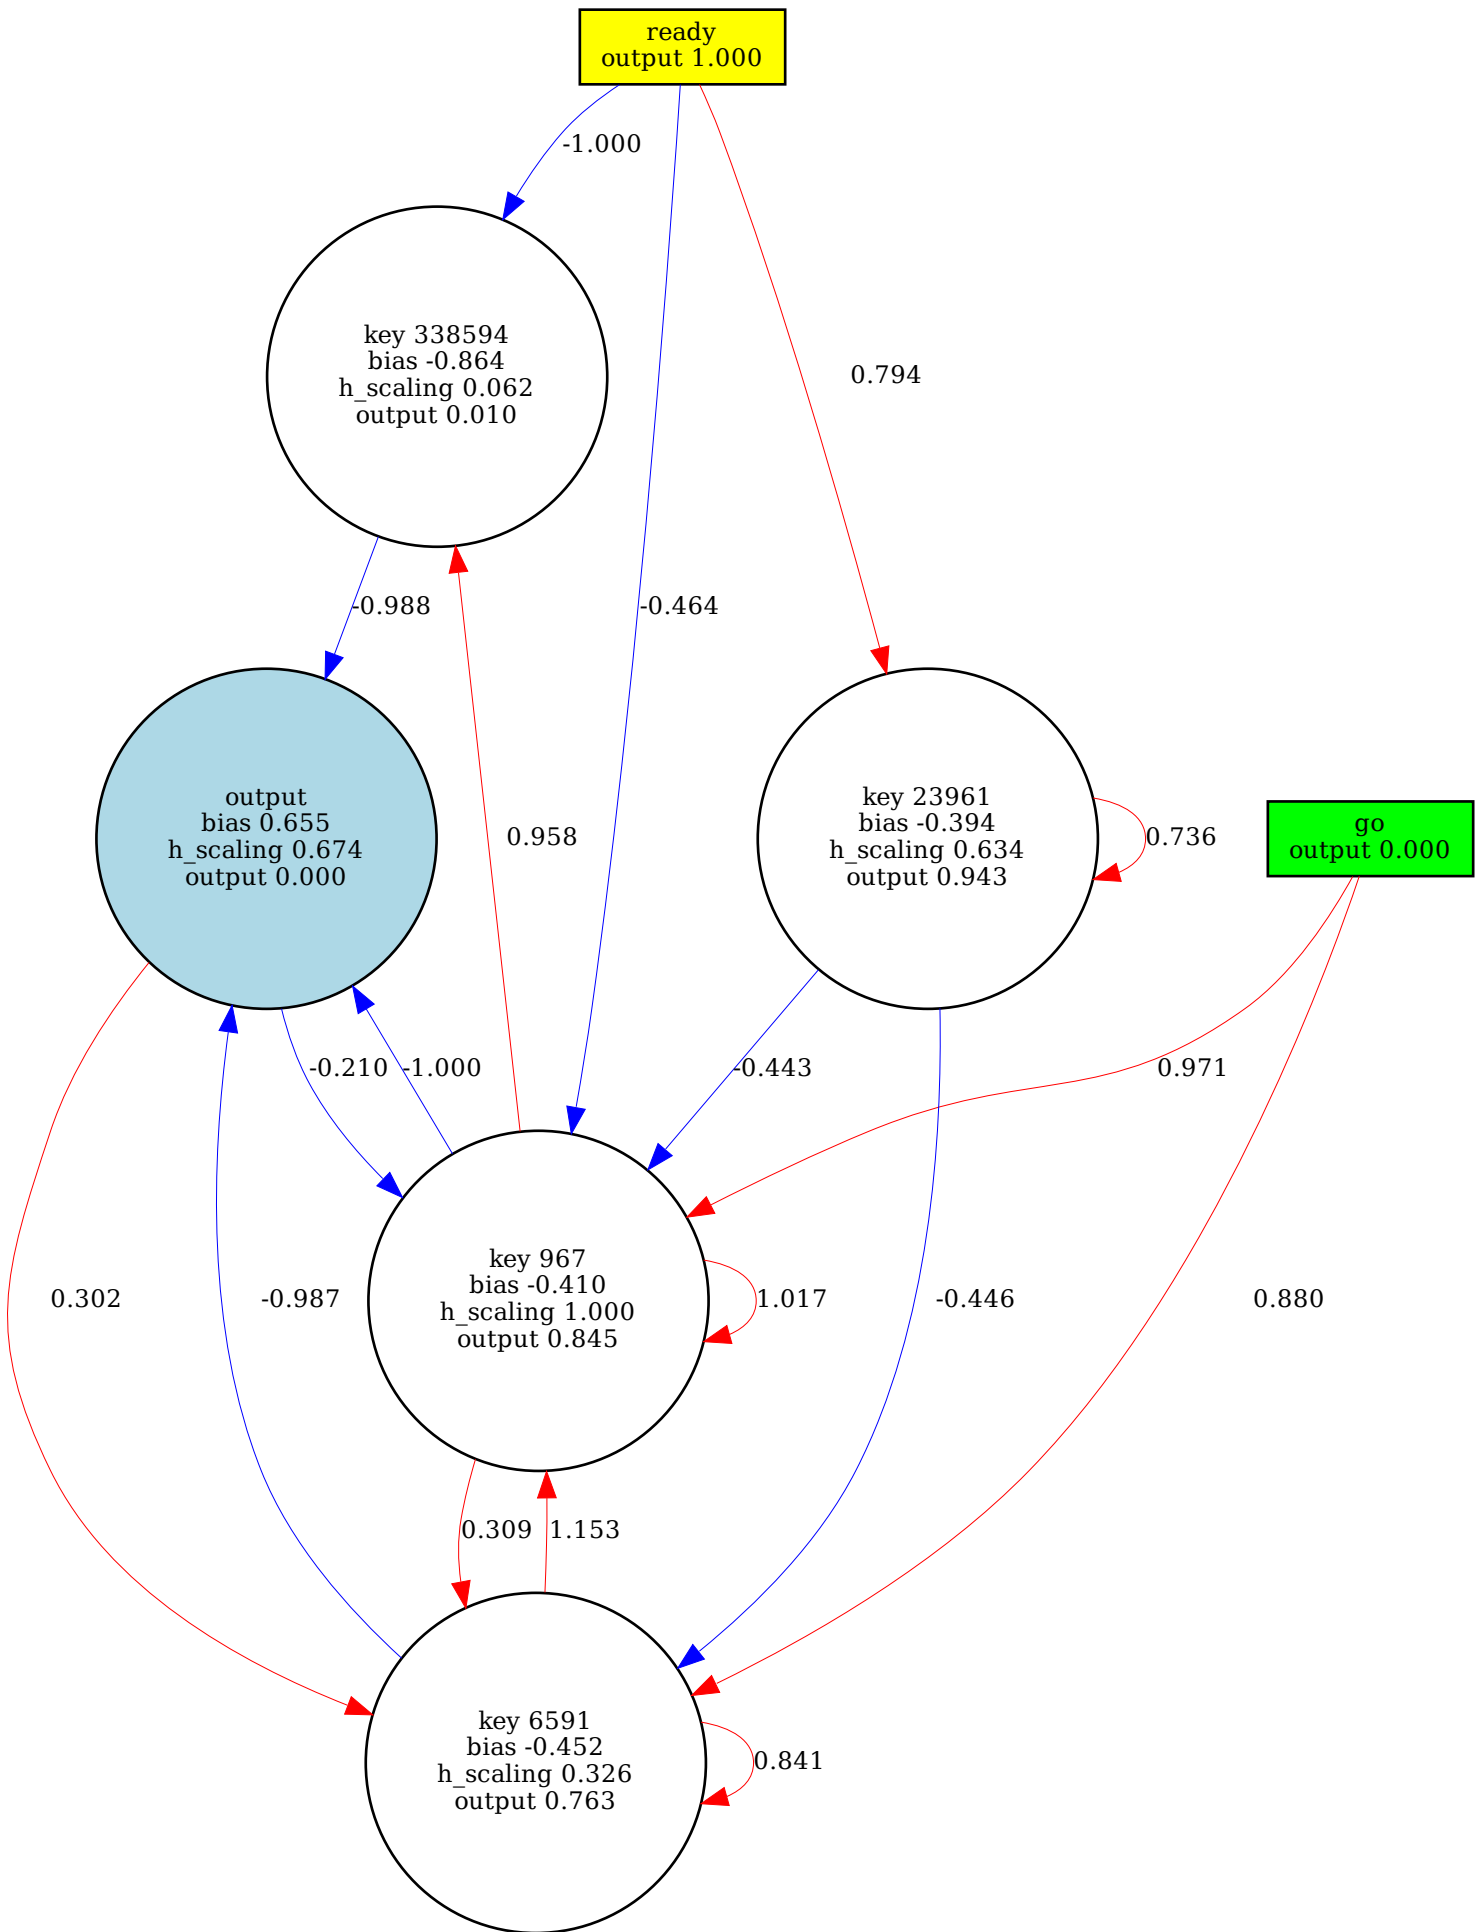 ready
output 1.000
-1.000
key 338594
bias -0.864
h_scaling 0.062
output 0.010
0.794
-0.988
-0.464
output
bias 0.655
h_scaling 0.674
output 0.000
0.958
key 23961
bias -0.394
h_scaling 0.634
output 0.943
0.736
go
output 0.000
-0.210
-1.000
-0.443
0.971
0.302
-0.987
key 967
bias -0.410
h_scaling 1.000
output 0.845
1.017
-0.446
0.880
0.309
1.153
key 6591
bias -0.452
h_scaling 0.326
output 0.763
0.841